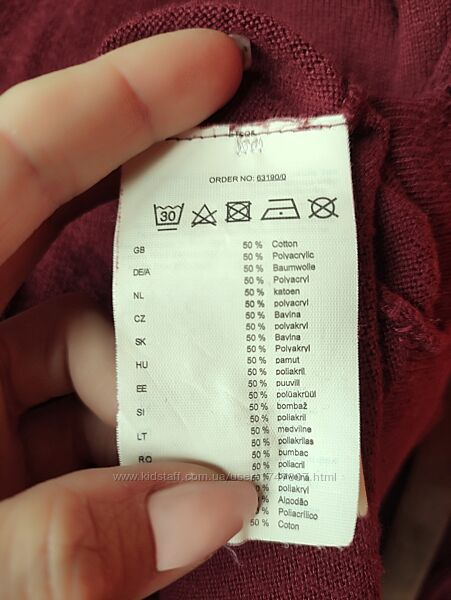 ORDER NO: 63190/0
30
GB 50 % Cotton
50 % Polyacrylic
DE/A 50 % Baumwolle
50 % Polyacryl
NL 50 % katoen
50 % polyacryl
CZ 50 % Bavlna
50 % polyakryl
SK 50 % Bavlna
50 % Polyakryl
HU 50 % pamut
50 % poliakril
EE 50 % puuvill
50 % polüakrüül
SI 50 % bombaž
50 % poliakril
LT 50 % medvilnė
50 % poliakrilas
RO 50 % bumbac
50 % poliacril
50 % bawełna
www.kidstaff.com.ua/user
50 % poliakryl
50 % Algodão
50 % Poliacrílico
50 % Coton